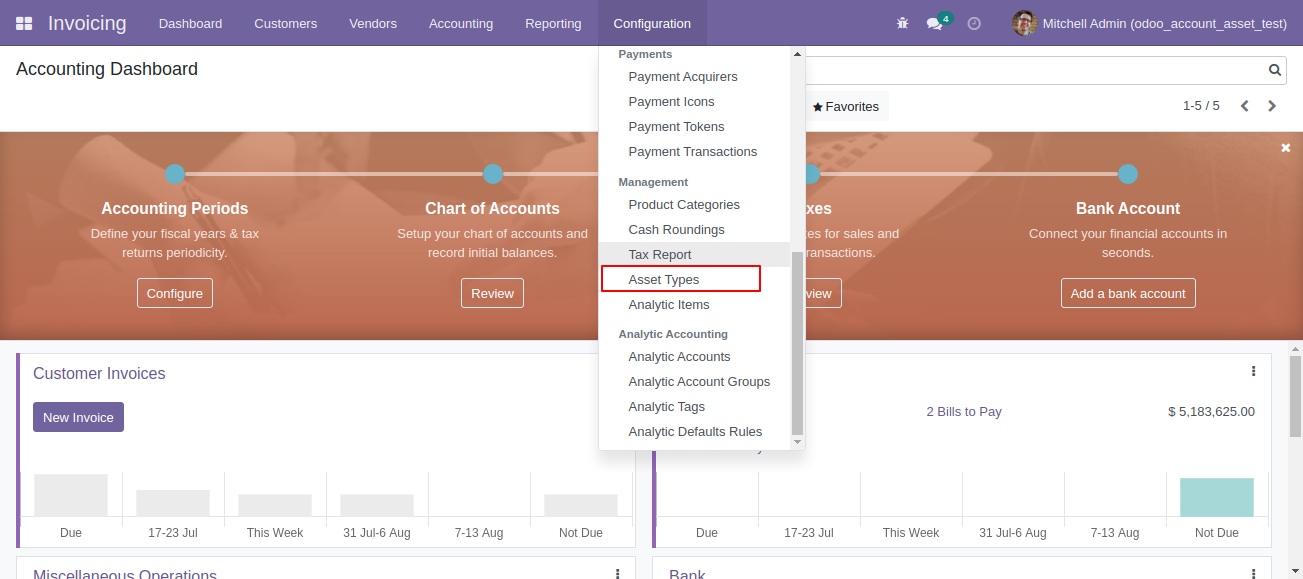 Invoicing
Dashboard
Customers
Vendors
Accounting
Reporting
Configuration
4
Mitchell Admin (odoo_account_asset_test)
Accounting Dashboard
Favorites
1-5 / 5
Payments
Payment Acquirers
Payment Icons
Payment Tokens
Payment Transactions
Management
Product Categories
Cash Roundings
Tax Report
Asset Types
Analytic Items
Analytic Accounting
Analytic Accounts
Analytic Account Groups
Analytic Tags
Analytic Defaults Rules
Accounting Periods
Define your fiscal years & tax
returns periodicity.
Configure
Chart of Accounts
Setup your chart of accounts and
record initial balances.
Review
xes
xes for sales and
ransactions.
view
Bank Account
Connect your financial accounts in
seconds.
Add a bank account
Customer Invoices
New Invoice
Due
17-23 Jul
This Week
31 Jul-6 Aug
7-13 Aug
Not Due
2 Bills to Pay
$ 5,183,625.00
Due
17-23 Jul
This Week
31 Jul-6 Aug
7-13 Aug
Not Due
Miscellaneous Operations
Bank